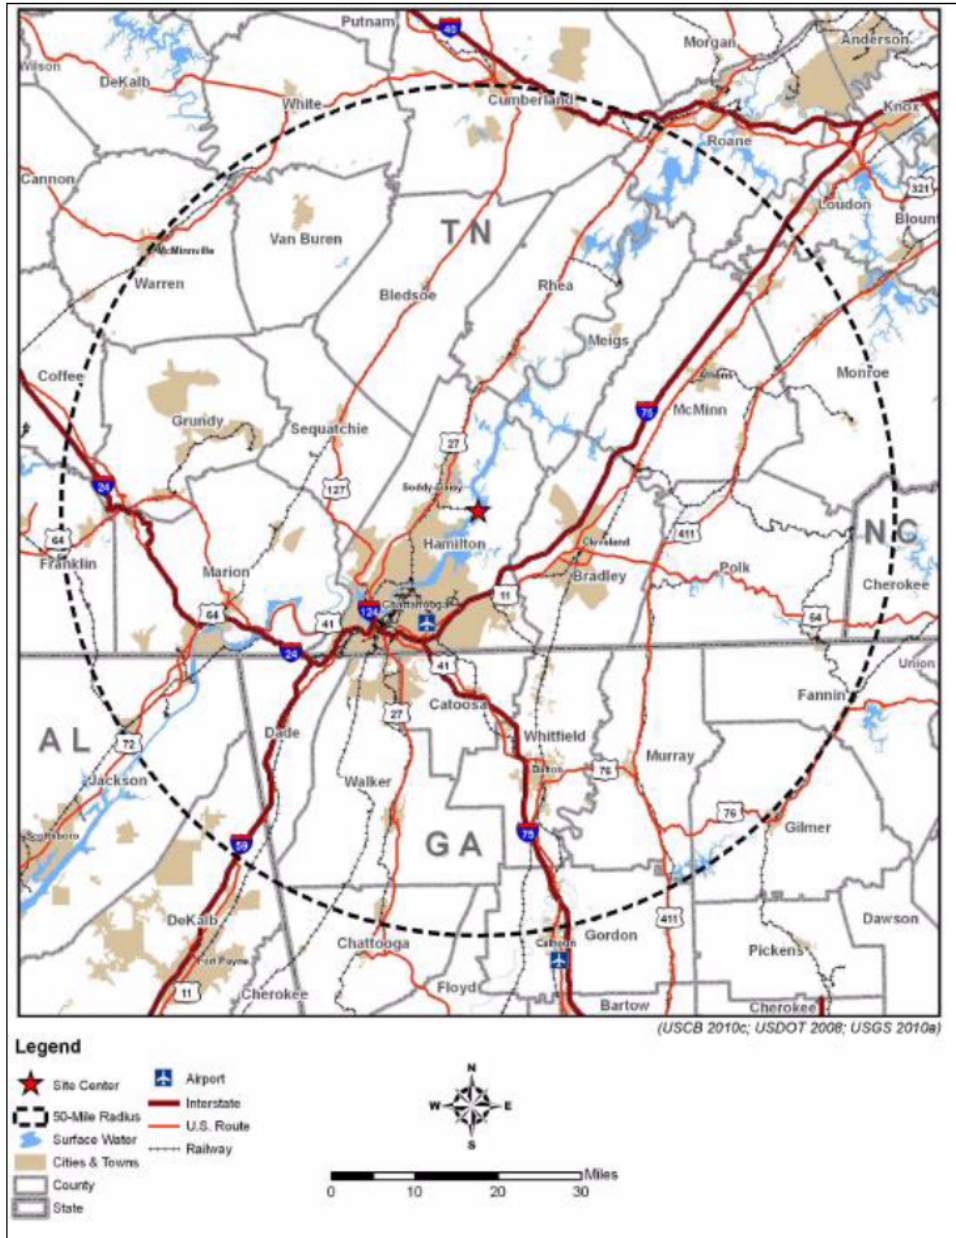 Putnam
40
Morgan
Anderson
Wilson
DeKalb
White
Cumberland
Knox
Roane
Cannon
321
Loudon
Blount
TN
Van Buren
McMinnville
Warren
Rhea
Bledsoe
Meigs
Coffee
Athens
Monroe
75
McMinn
Grundy
Sequatchie
27
Soddy-Daisy
24
127
411
NC
64
Hamilton
Cleveland
Franklin
Marion
Bradley
Polk
Cherokee
11
124
Chattanooga
64
41
64
24
41
Union
Fannin
Catoosa
27
Dade
AL
72
Whitfield
Murray
Dalton
76
Jackson
Walker
76
Gilmer
75
Scottsboro
59
GA
DeKalb
411
Dawson
Chattooga
Calhoun
Gordon
Pickens
Fort Payne
11
Cherokee
Floyd
Bartow
Cherokee
(USCB 2010c; USDOT 2008; USGS 2010a)
Legend
Site Center
Airport
50-Mile Radius
Interstate
Surface Water
U.S. Route
Cities & Towns
Railway
County
State
N
W E
S
Miles
0 10 20 30